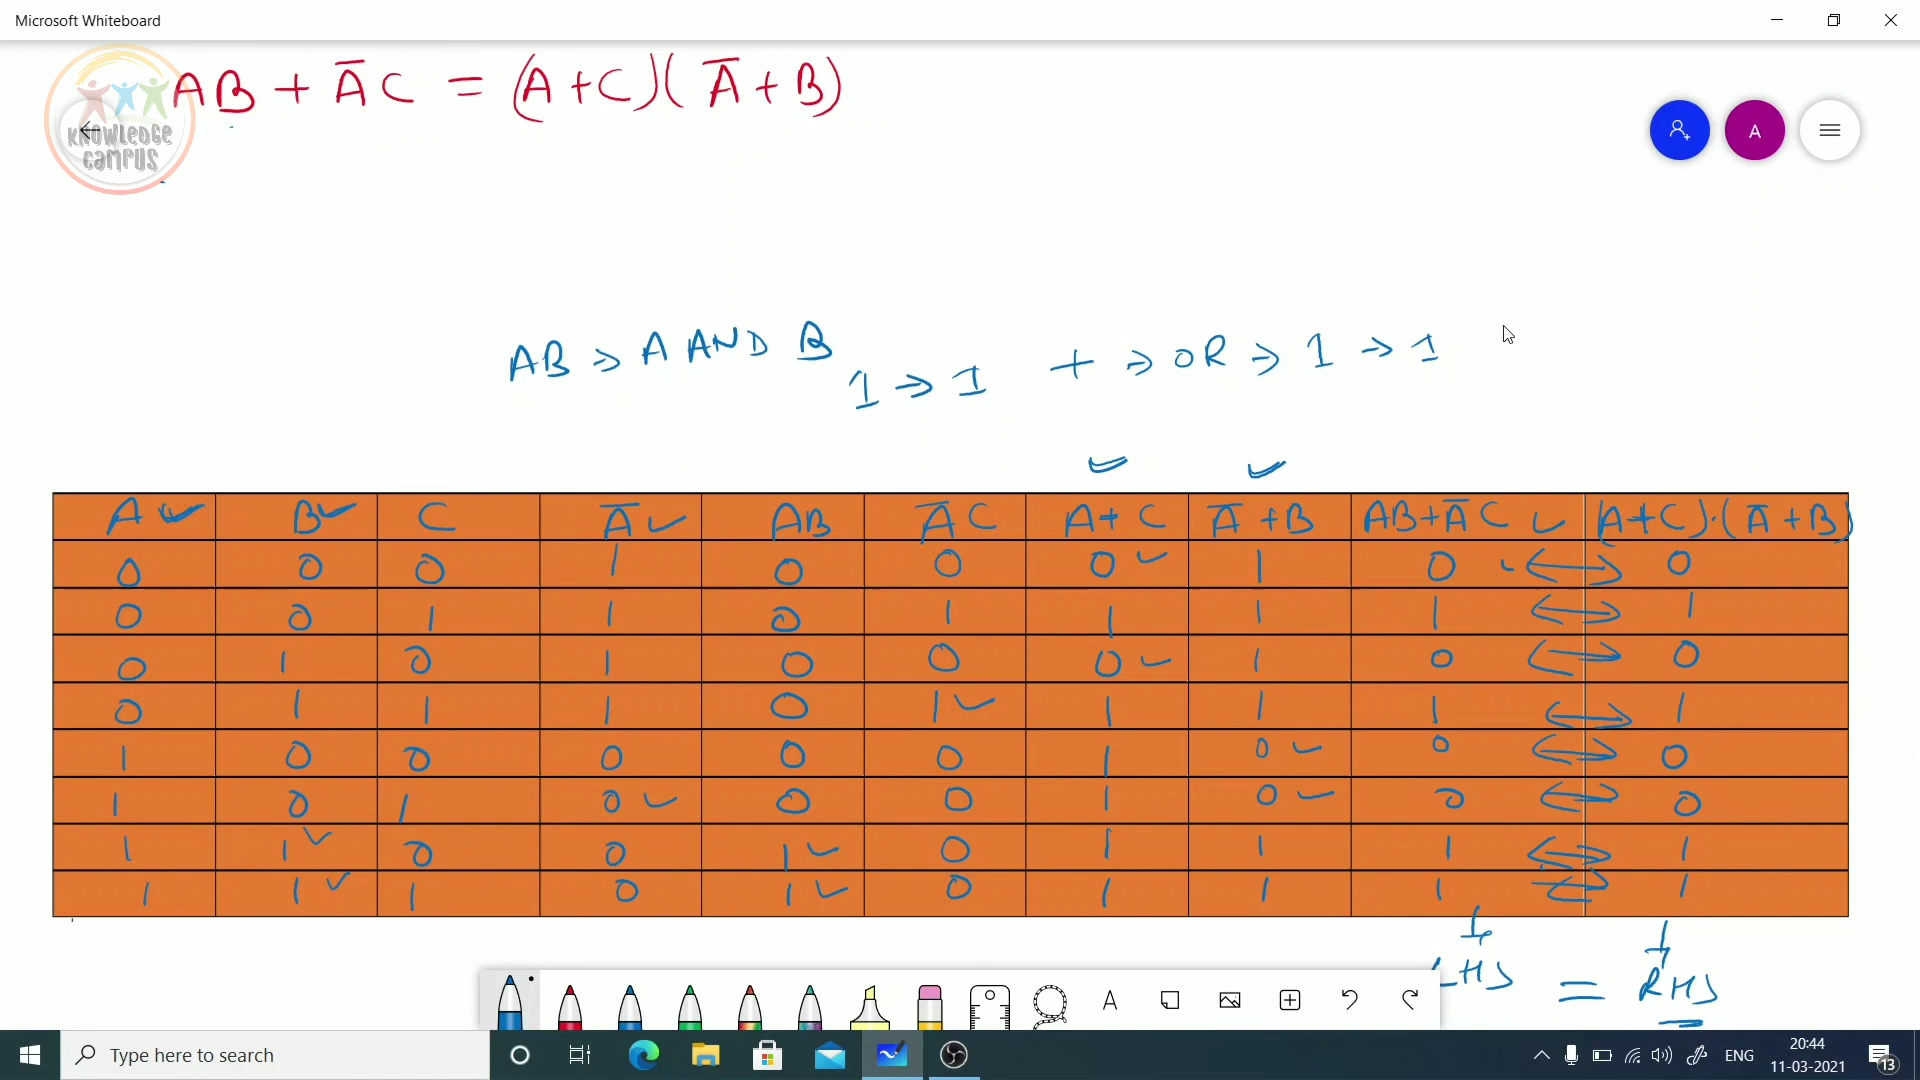 Microsoft Whiteboard
AB + A̅C = (A+C)(A̅+B)
KNOWLEDGE
CAMPUS
A
AB ⇒ A AND B
1 → 1
+ ⇒ OR ⇒ 1 → 1
A B C A̅ AB A̅C A+C A̅+B AB+A̅C (A+C)·(A̅+B)
0 0 0 1 0 0 0 1 0 ↔ 0
0 0 1 1 0 1 1 1 1 ↔ 1
0 1 0 1 0 0 0 1 0 ↔ 0
0 1 1 1 0 1 1 1 1 ↔ 1
1 0 0 0 0 0 1 0 0 ↔ 0
1 0 1 0 0 0 1 0 0 ↔ 0
1 1 0 0 1 0 1 1 1 ↔ 1
1 1 1 0 1 0 1 1 1 ↔ 1
LHS = RHS
A
Type here to search
ENG
20:44
11-03-2021
13